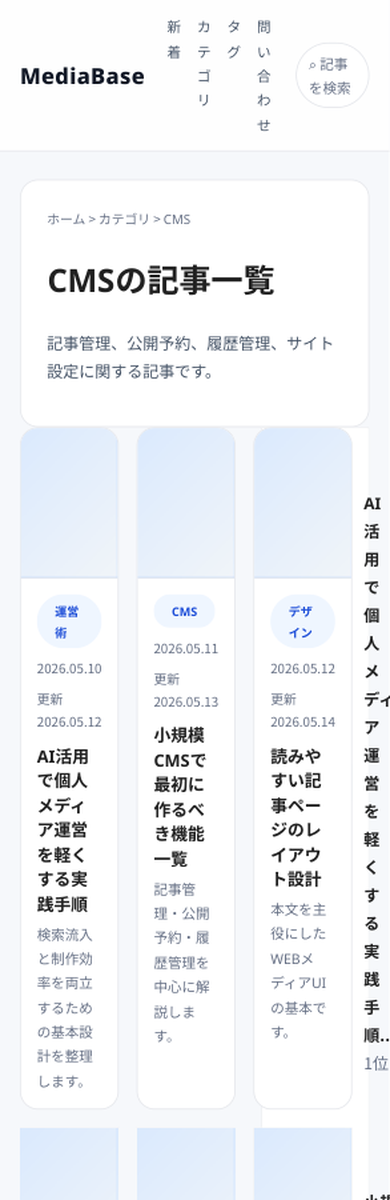 MediaBase
新着
カテゴリ
タグ
問い合わせ
⌕ 記事
を検索
ホーム > カテゴリ > CMS
CMSの記事一覧
記事管理、公開予約、履歴管理、サイト
設定に関する記事です。
運営
術
2026.05.10
更新
2026.05.12
AI活用
で個人
メディ
ア運営
を軽く
する実
践手順
検索流入
と制作効
率を両立
するため
の基本設
計を整理
します。
CMS
2026.05.11
更新
2026.05.13
小規模
CMSで
最初に
作るべ
き機能
一覧
記事管
理・公開
予約・履
歴管理を
中心に解
説しま
す。
デザ
イン
2026.05.12
更新
2026.05.14
読みや
すい記
事ペー
ジのレ
イアウ
ト設計
本文を主
役にした
WEBメ
ディアUI
の基本で
す。
AI
活
用
で
個
人
メ
ディ
ア
運
営
を
軽
く
す
る
実
践
手
順..
1位